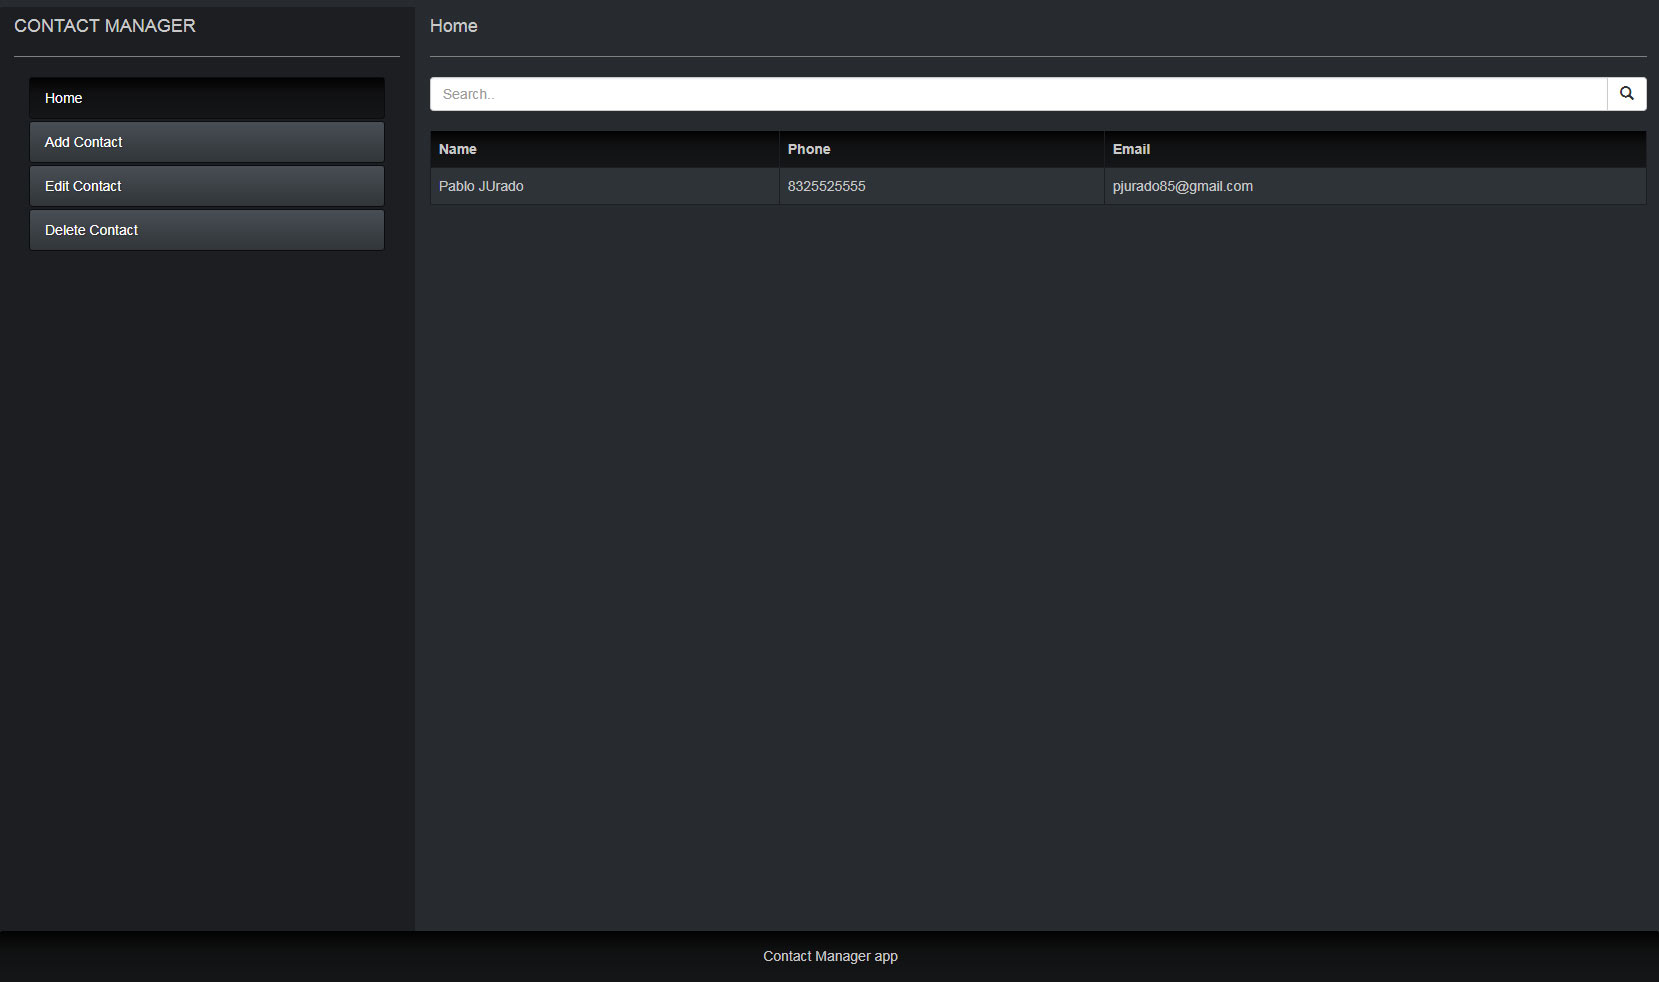 CONTACT MANAGER
Home
Add Contact
Edit Contact
Delete Contact
Home
Search..
Name Phone Email
Pablo JUrado 8325525555 pjurado85@gmail.com
Contact Manager app